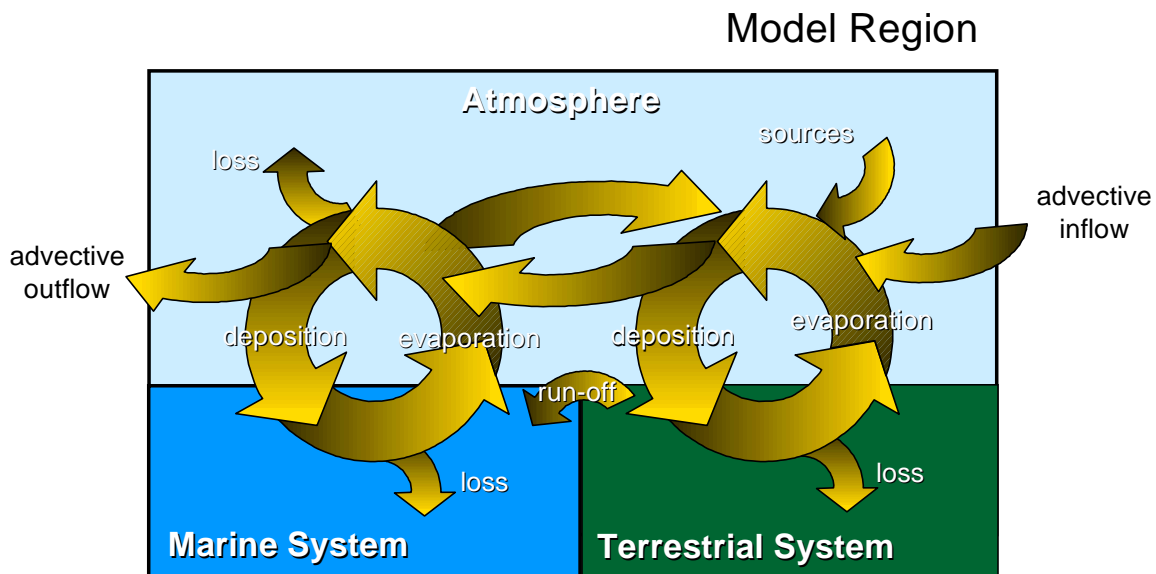 Model Region
Atmosphere
loss
sources
advective
inflow
advective
outflow
deposition
evaporation
deposition
evaporation
run-off
loss
loss
Marine System
Terrestrial System